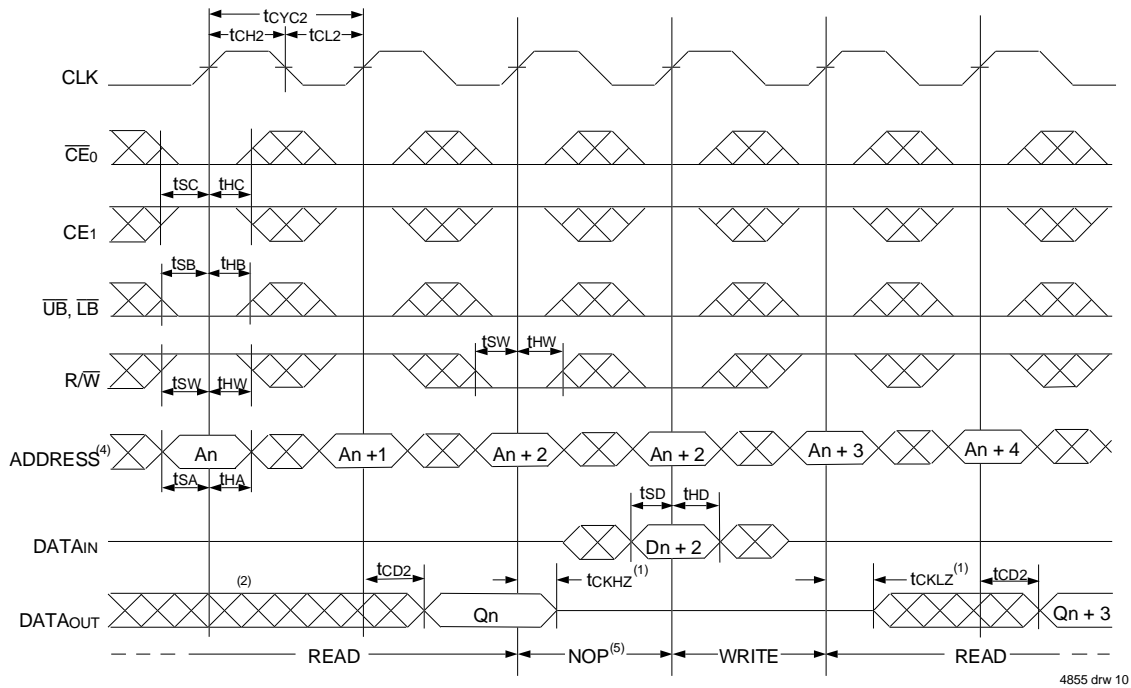 tCYC2
tCH2 tCL2
CLK
CE0
tSC tHC
CE1
tSB tHB
UB, LB
tSW tHW
R/W
tSW tHW
ADDRESS(4) An An +1 An + 2 An + 2 An + 3 An + 4
tSA tHA
tSD tHD
DATAIN Dn + 2
(2) tCD2 tCKHZ(1) tCKLZ(1) tCD2
DATAOUT Qn Qn + 3
READ NOP(5) WRITE READ
4855 drw 10